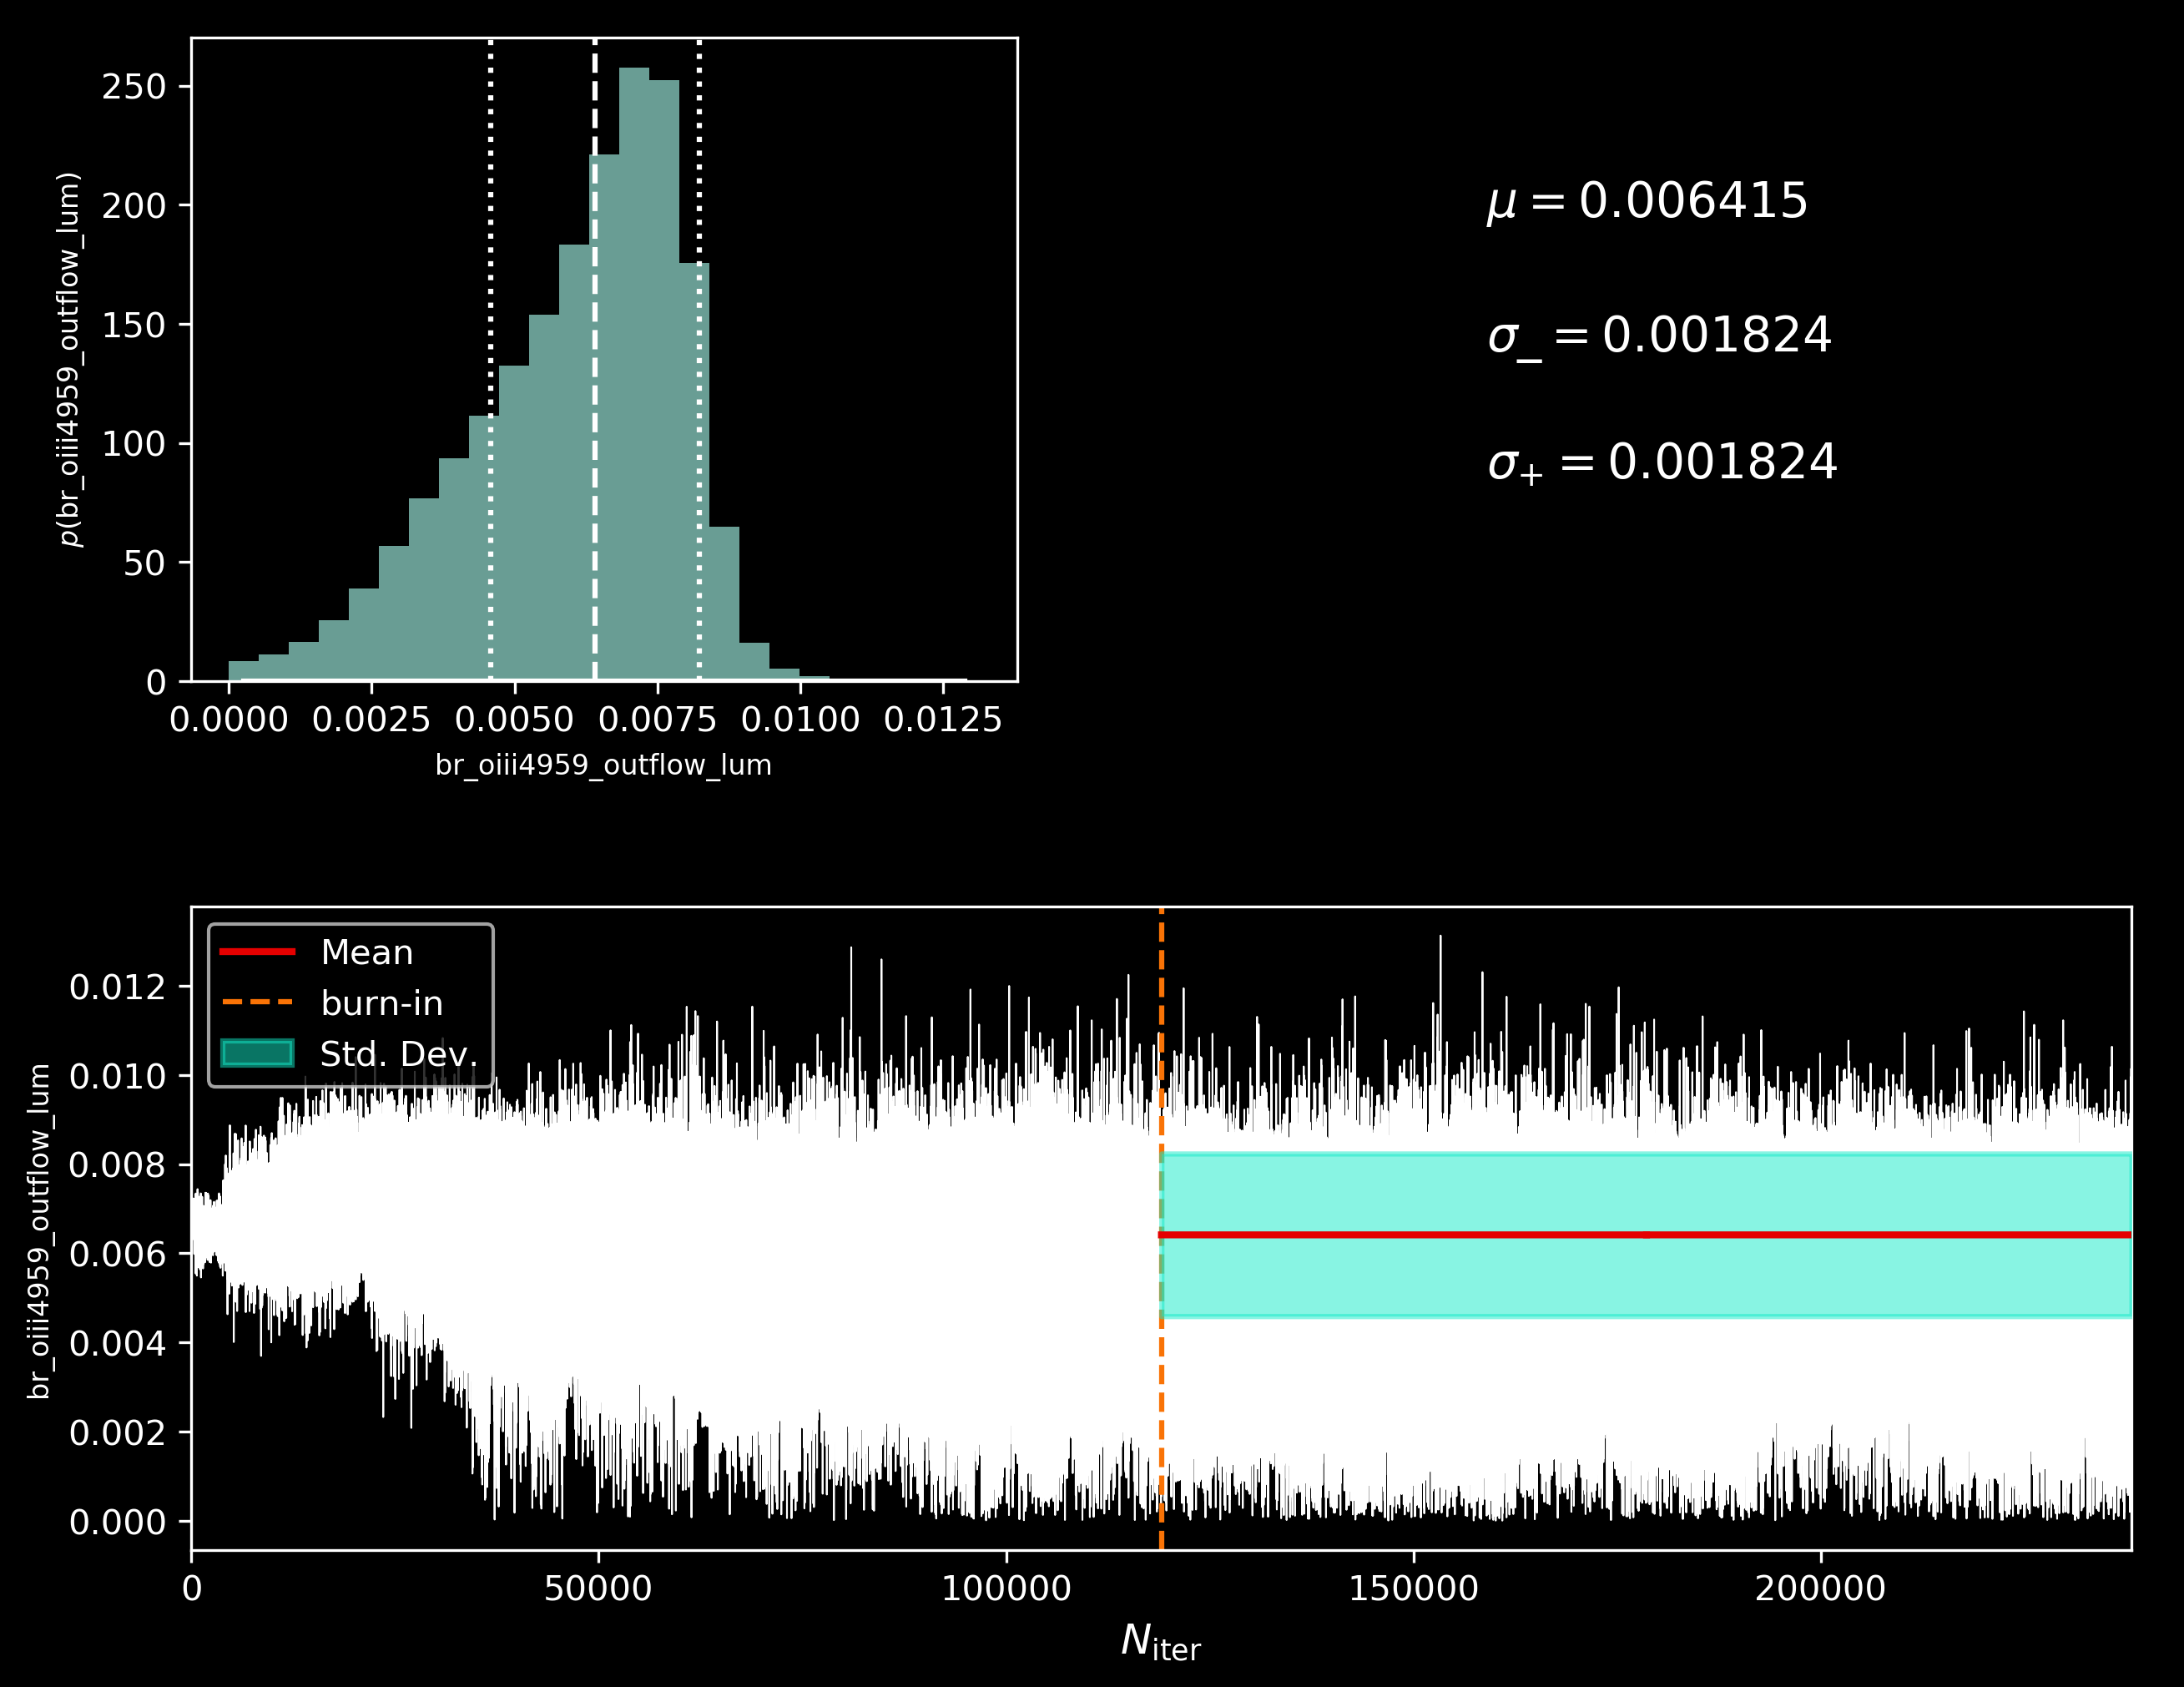 250
200
150
100
50
0
p(br_oiii4959_outflow_lum)
0.0000 0.0025 0.0050 0.0075 0.0100 0.0125
br_oiii4959_outflow_lum
μ = 0.006415
σ_ = 0.001824
σ+ = 0.001824
Mean
burn-in
Std. Dev.
0.012
0.010
0.008
0.006
0.004
0.002
0.000
br_oiii4959_outflow_lum
0 50000 100000 150000 200000
Niter